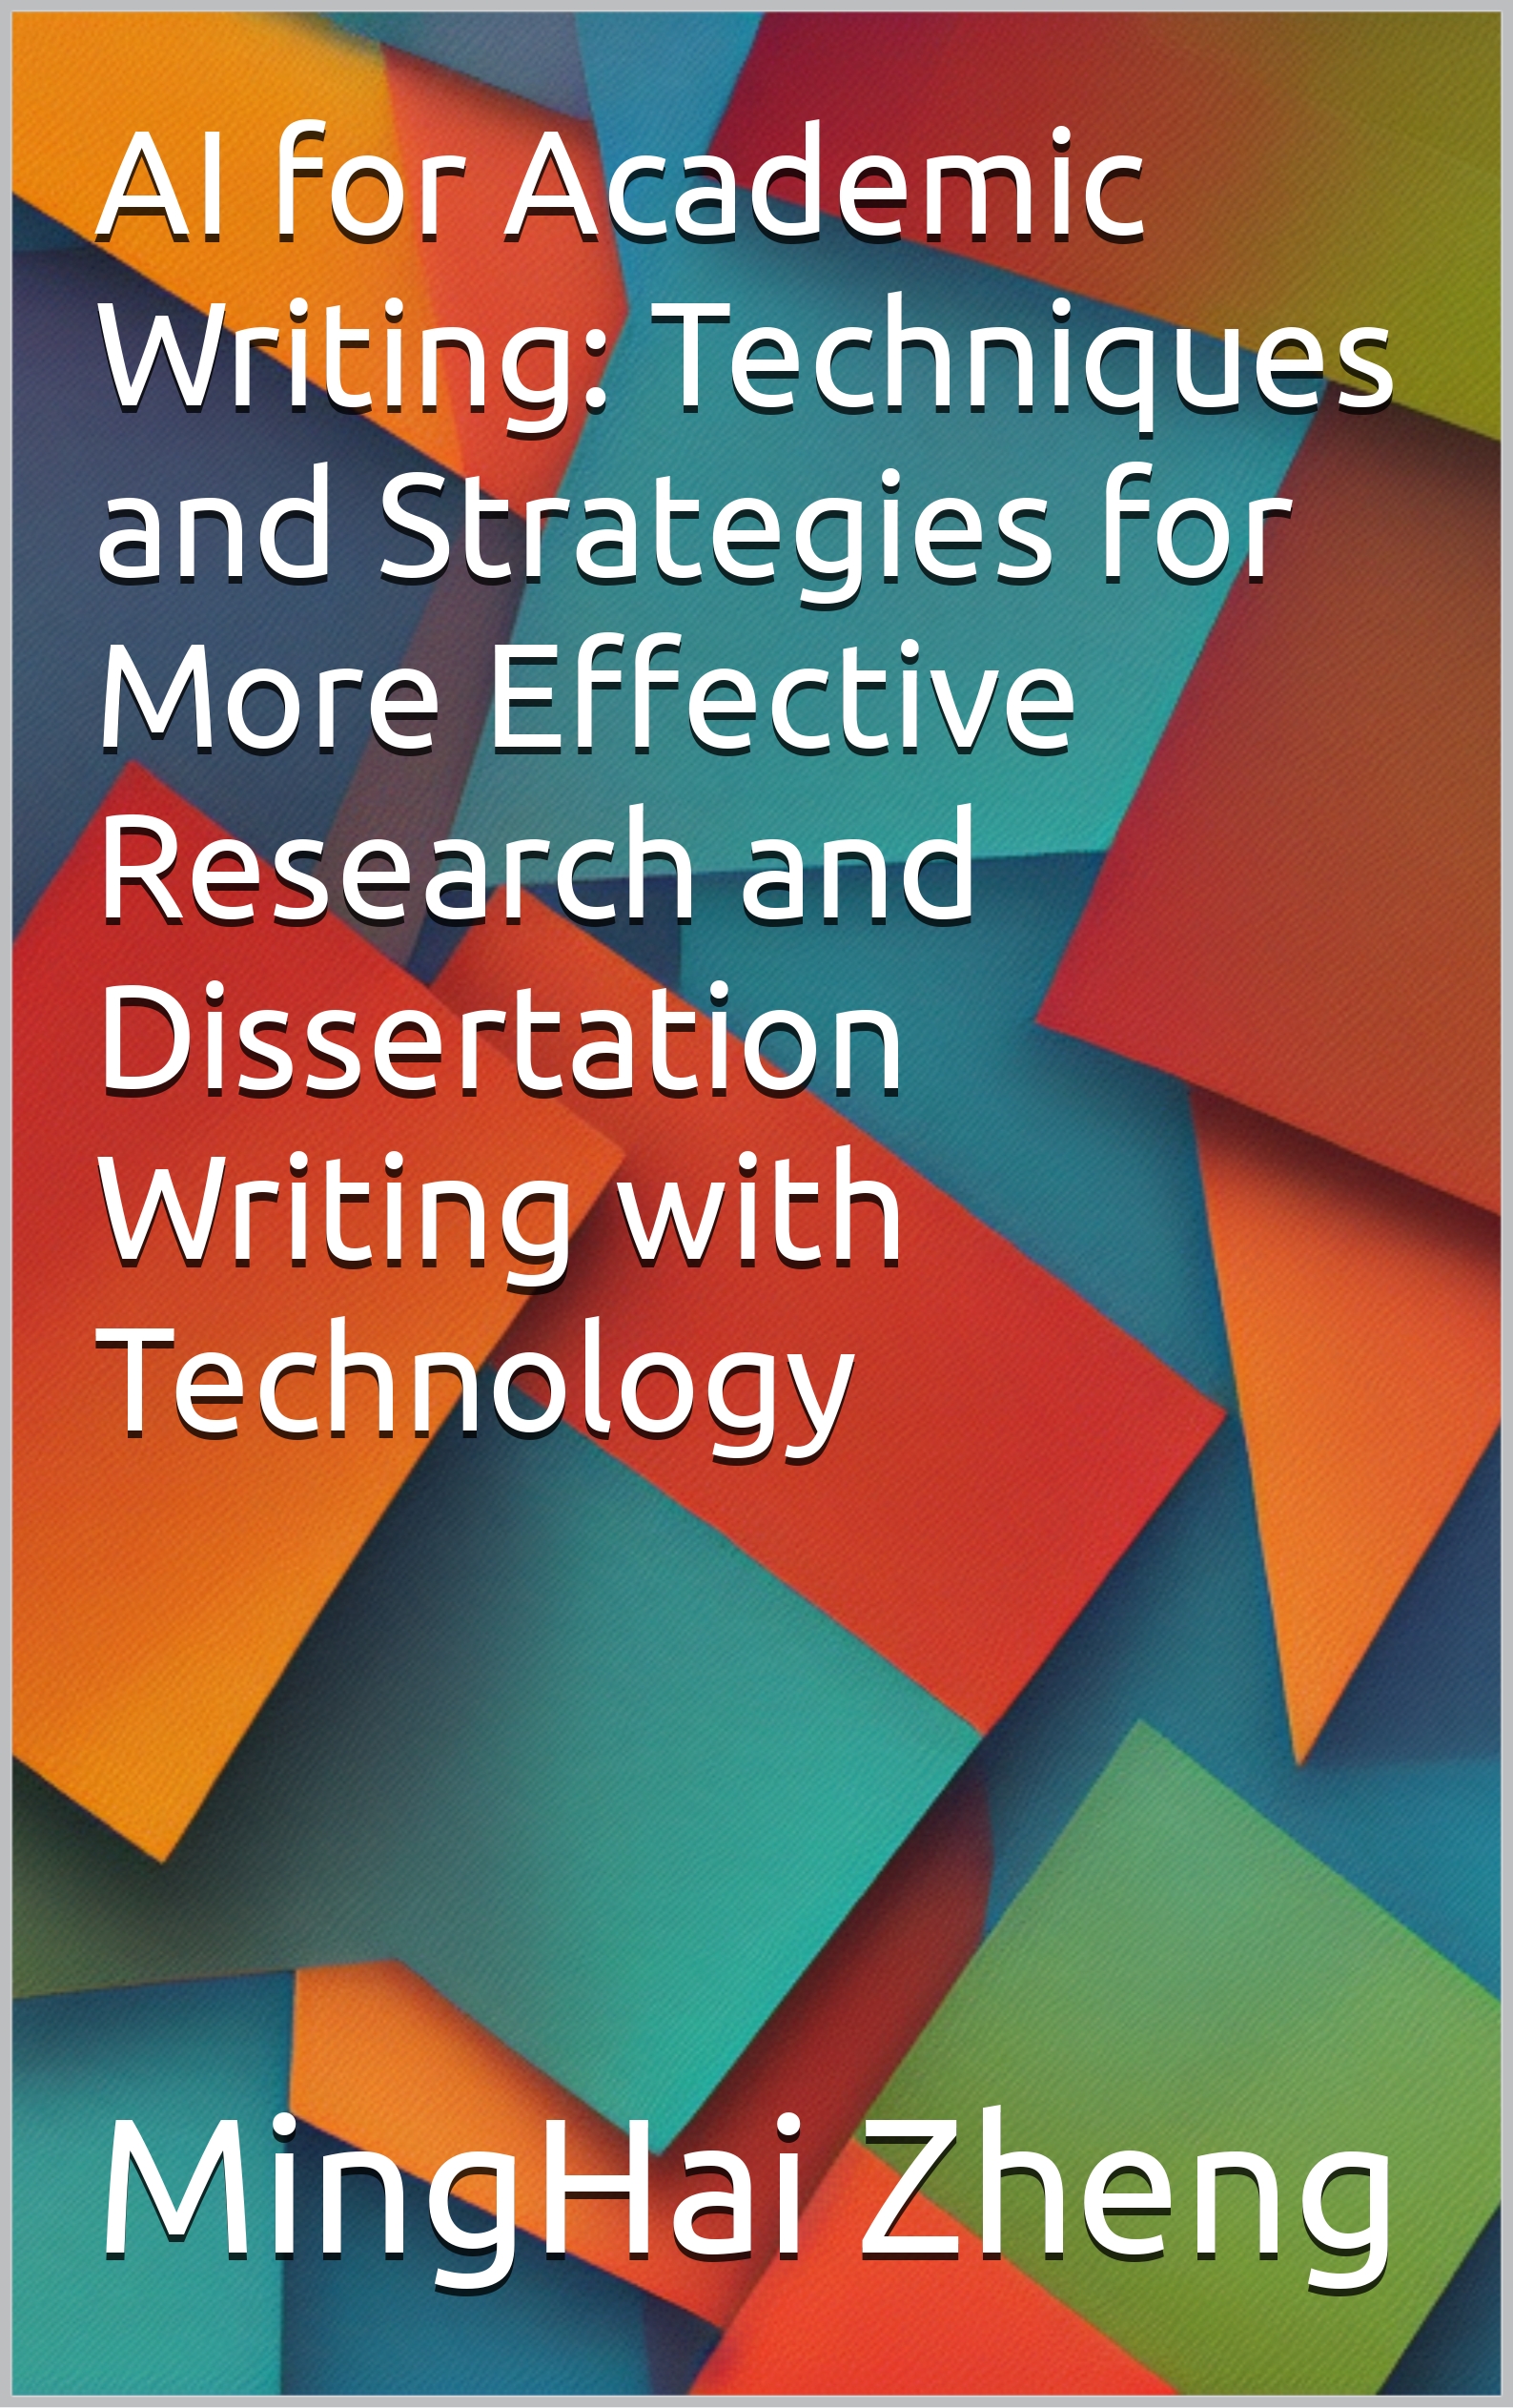 AI for Academic
Writing: Techniques
and Strategies for
More Effective
Research and
Dissertation
Writing with
Technology
MingHai Zheng